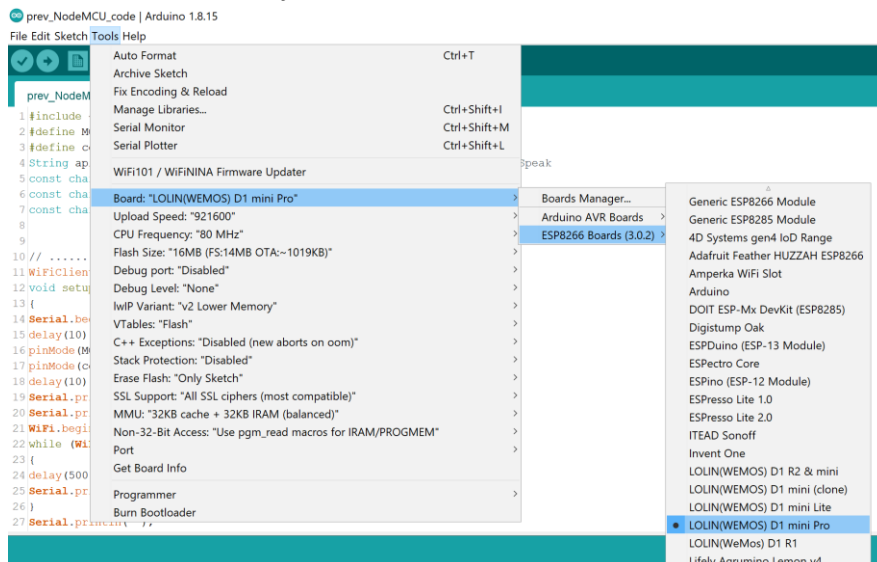 prev_NodeMCU_code | Arduino 1.8.15
File Edit Sketch Tools Help
Auto Format Ctrl+T
Archive Sketch
Fix Encoding & Reload
Manage Libraries... Ctrl+Shift+I
Serial Monitor Ctrl+Shift+M
Serial Plotter Ctrl+Shift+L
WiFi101 / WiFiNINA Firmware Updater
Board: "LOLIN(WEMOS) D1 mini Pro"
Upload Speed: "921600"
CPU Frequency: "80 MHz"
Flash Size: "16MB (FS:14MB OTA:~1019KB)"
Debug port: "Disabled"
Debug Level: "None"
lwIP Variant: "v2 Lower Memory"
VTables: "Flash"
C++ Exceptions: "Disabled (new aborts on oom)"
Stack Protection: "Disabled"
Erase Flash: "Only Sketch"
SSL Support: "All SSL ciphers (most compatible)"
MMU: "32KB cache + 32KB IRAM (balanced)"
Non-32-Bit Access: "Use pgm_read macros for IRAM/PROGMEM"
Port
Get Board Info
Programmer
Burn Bootloader
Boards Manager...
Arduino AVR Boards
ESP8266 Boards (3.0.2)
Generic ESP8266 Module
Generic ESP8285 Module
4D Systems gen4 IoD Range
Adafruit Feather HUZZAH ESP8266
Amperka WiFi Slot
Arduino
DOIT ESP-Mx DevKit (ESP8285)
Digistump Oak
ESPDuino (ESP-13 Module)
ESPectro Core
ESPino (ESP-12 Module)
ESPresso Lite 1.0
ESPresso Lite 2.0
ITEAD Sonoff
Invent One
LOLIN(WEMOS) D1 R2 & mini
LOLIN(WEMOS) D1 mini (clone)
LOLIN(WEMOS) D1 mini Lite
LOLIN(WEMOS) D1 mini Pro
LOLIN(WeMos) D1 R1
Lifely Agrumino Lemon v4
prev_NodeM
1 #include
2 #define M
3 #define c
4 String ap Speak
5 const cha
6 const cha
7 const cha
8
9
10 // ......
11 WiFiClien
12 void setu
13 {
14 Serial.be
15 delay(10)
16 pinMode(M
17 pinMode(c
18 delay(10)
19 Serial.pr
20 Serial.pr
21 WiFi.begi
22 while (Wi
23 {
24 delay(500
25 Serial.pr
26 }
27 Serial.println("");